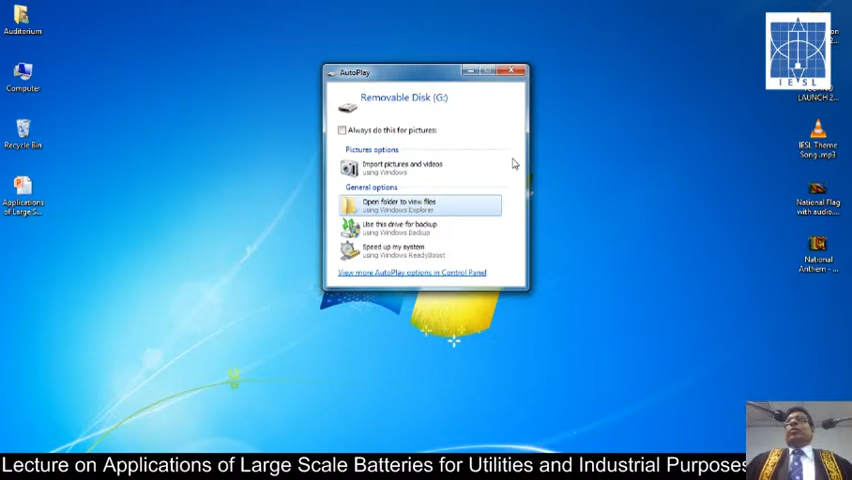 Auditorium
Computer
Recycle Bin
Applications
of Large S...
AutoPlay
Removable Disk (G:)
Always do this for pictures:
Pictures options
Import pictures and videos
using Windows
General options
Open folder to view files
using Windows Explorer
Use this drive for backup
using Windows Backup
Speed up my system
using Windows ReadyBoost
View more AutoPlay options in Control Panel
IESL
LAUNCH 2...
IESL Theme
Song.mp3
National Flag
with audio....
National
Anthem - ...
Lecture on Applications of Large Scale Batteries for Utilities and Industrial Purposes